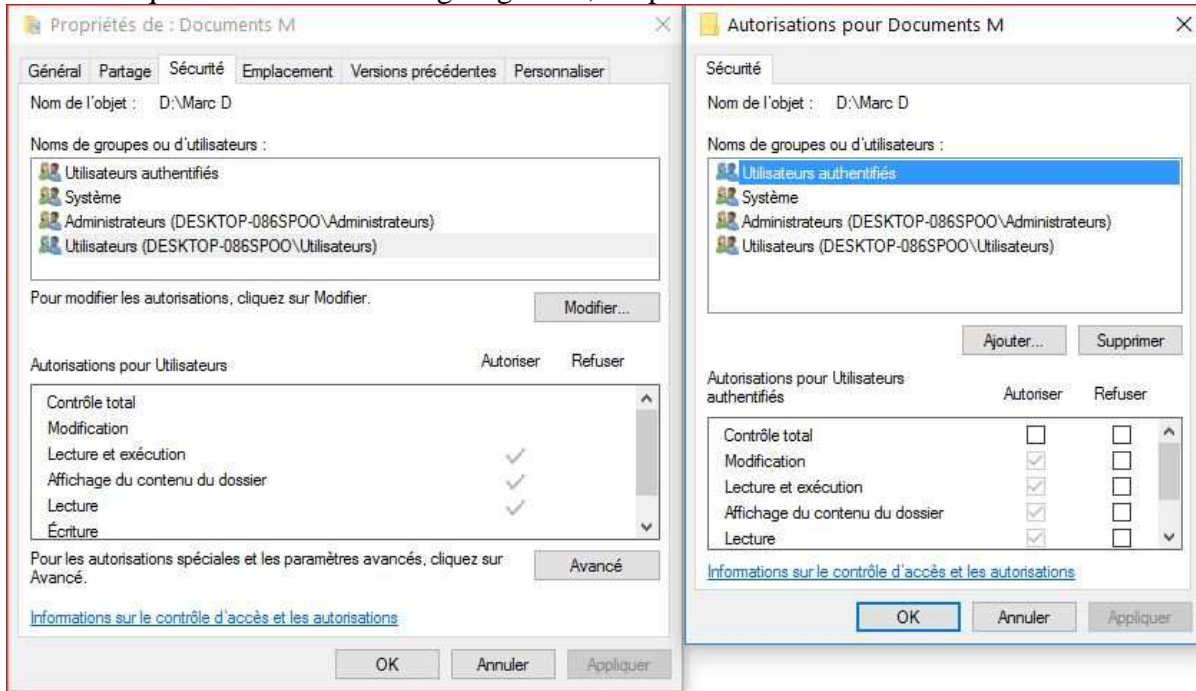 Propriétés de : Documents M
Général Partage Sécurité Emplacement Versions précédentes Personnaliser
Nom de l'objet : D:\Marc D
Noms de groupes ou d'utilisateurs :
Utilisateurs authentifiés
Système
Administrateurs (DESKTOP-086SPOO\Administrateurs)
Utilisateurs (DESKTOP-086SPOO\Utilisateurs)
Pour modifier les autorisations, cliquez sur Modifier.
Modifier...
Autorisations pour Utilisateurs Autoriser Refuser
Contrôle total
Modification
Lecture et exécution
Affichage du contenu du dossier
Lecture
Écriture
Pour les autorisations spéciales et les paramètres avancés, cliquez sur
Avancé.
Avancé
Informations sur le contrôle d'accès et les autorisations
OK Annuler Appliquer
Autorisations pour Documents M
Sécurité
Nom de l'objet : D:\Marc D
Noms de groupes ou d'utilisateurs :
Utilisateurs authentifiés
Système
Administrateurs (DESKTOP-086SPOO\Administrateurs)
Utilisateurs (DESKTOP-086SPOO\Utilisateurs)
Ajouter... Supprimer
Autorisations pour Utilisateurs
authentifiés Autoriser Refuser
Contrôle total
Modification
Lecture et exécution
Affichage du contenu du dossier
Lecture
Informations sur le contrôle d'accès et les autorisations
OK Annuler Appliquer